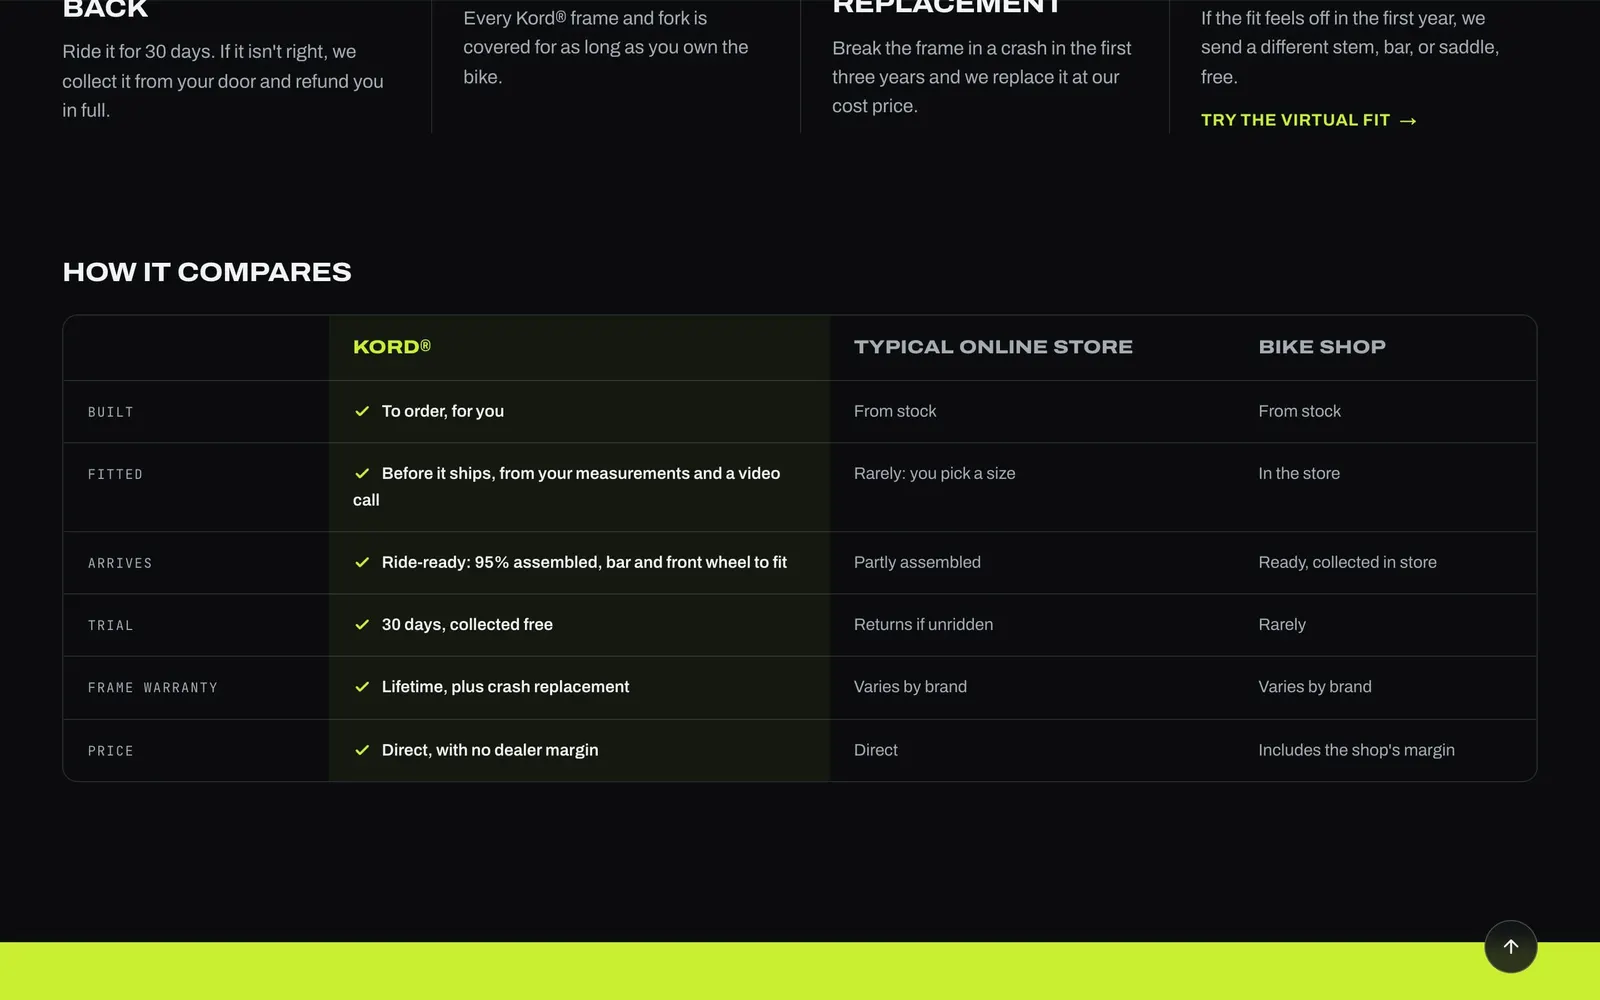 BACK
Ride it for 30 days. If it isn't right, we
collect it from your door and refund you
in full.
Every Kord® frame and fork is
covered for as long as you own the
bike.
REPLACEMENT
Break the frame in a crash in the first
three years and we replace it at our
cost price.
If the fit feels off in the first year, we
send a different stem, bar, or saddle,
free.
TRY THE VIRTUAL FIT →
HOW IT COMPARES
KORD® TYPICAL ONLINE STORE BIKE SHOP
BUILT ✓ To order, for you From stock From stock
FITTED ✓ Before it ships, from your measurements and a video Rarely: you pick a size In the store
call
ARRIVES ✓ Ride-ready: 95% assembled, bar and front wheel to fit Partly assembled Ready, collected in store
TRIAL ✓ 30 days, collected free Returns if unridden Rarely
FRAME WARRANTY ✓ Lifetime, plus crash replacement Varies by brand Varies by brand
PRICE ✓ Direct, with no dealer margin Direct Includes the shop's margin